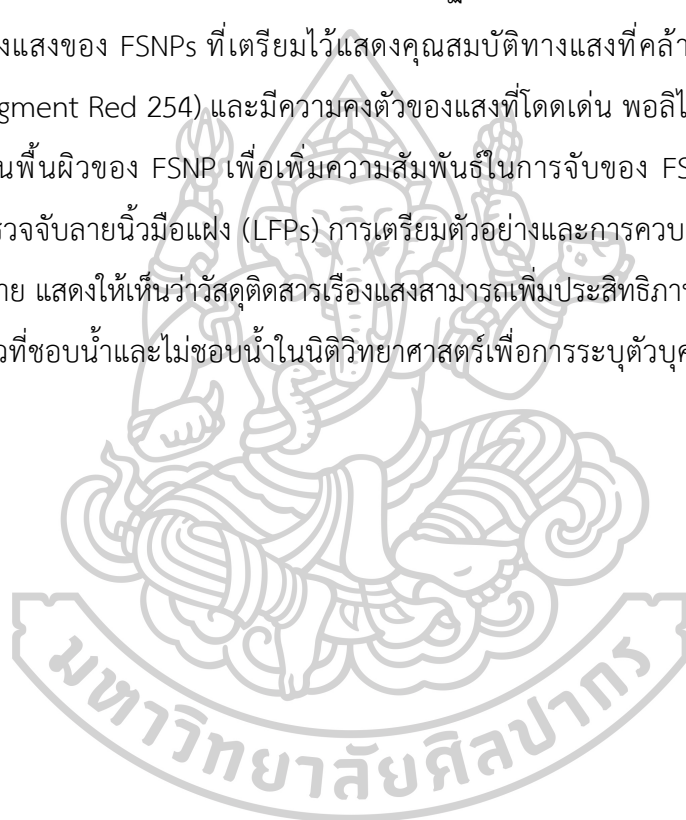 งแสงของ FSNPs ที่เตรียมไว้แสดงคุณสมบัติทางแสงที่คล้า
gment Red 254) และมีความคงตัวของแสงที่โดดเด่น พอลิไ
นพื้นผิวของ FSNP เพื่อเพิ่มความสัมพันธ์ในการจับของ FS
รวจจับลายนิ้วมือแฝง (LFPs) การเตรียมตัวอย่างและการควบ
าย แสดงให้เห็นว่าวัสดุติดสารเรืองแสงสามารถเพิ่มประสิทธิภา
วที่ชอบน้ำและไม่ชอบน้ำในนิติวิทยาศาสตร์เพื่อการระบุตัวบุค
มหาวิทยาลัยศิลปากร